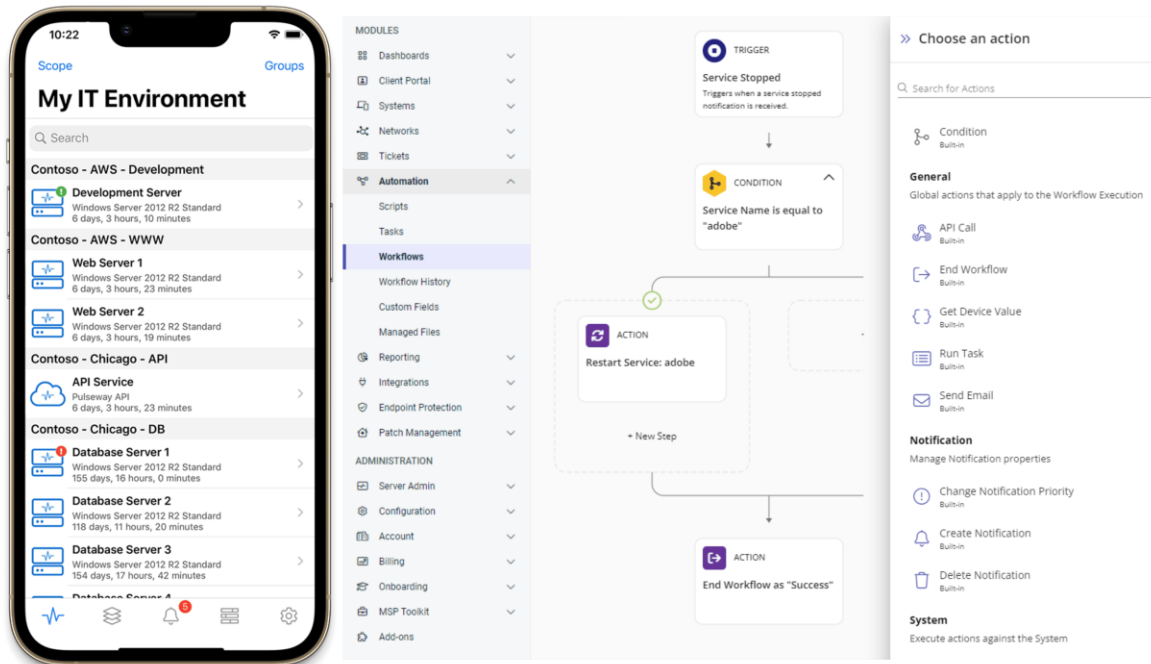 10:22
Scope
Groups
My IT Environment
Search
Contoso - AWS - Development
Development Server
Windows Server 2012 R2 Standard
6 days, 3 hours, 10 minutes
Contoso - AWS - WWW
Web Server 1
Windows Server 2012 R2 Standard
6 days, 3 hours, 23 minutes
Web Server 2
Windows Server 2012 R2 Standard
6 days, 3 hours, 19 minutes
Contoso - Chicago - API
API Service
Pulseway API
6 days, 3 hours, 23 minutes
Contoso - Chicago - DB
Database Server 1
Windows Server 2012 R2 Standard
155 days, 16 hours, 0 minutes
Database Server 2
Windows Server 2012 R2 Standard
118 days, 11 hours, 20 minutes
Database Server 3
Windows Server 2012 R2 Standard
154 days, 17 hours, 42 minutes
Database Server 4
5
MODULES
Dashboards
Client Portal
Systems
Networks
Tickets
Automation
Scripts
Tasks
Workflows
Workflow History
Custom Fields
Managed Files
Reporting
Integrations
Endpoint Protection
Patch Management
ADMINISTRATION
Server Admin
Configuration
Account
Billing
Onboarding
MSP Toolkit
Add-ons
TRIGGER
Service Stopped
Triggers when a service stopped
notification is received.
CONDITION
Service Name is equal to
"adobe"
ACTION
Restart Service: adobe
+ New Step
ACTION
End Workflow as "Success"
Choose an action
Search for Actions
Condition
Built-in
General
Global actions that apply to the Workflow Execution
API Call
Built-in
End Workflow
Built-in
Get Device Value
Built-in
Run Task
Built-in
Send Email
Built-in
Notification
Manage Notification properties
Change Notification Priority
Built-in
Create Notification
Built-in
Delete Notification
Built-in
System
Execute actions against the System